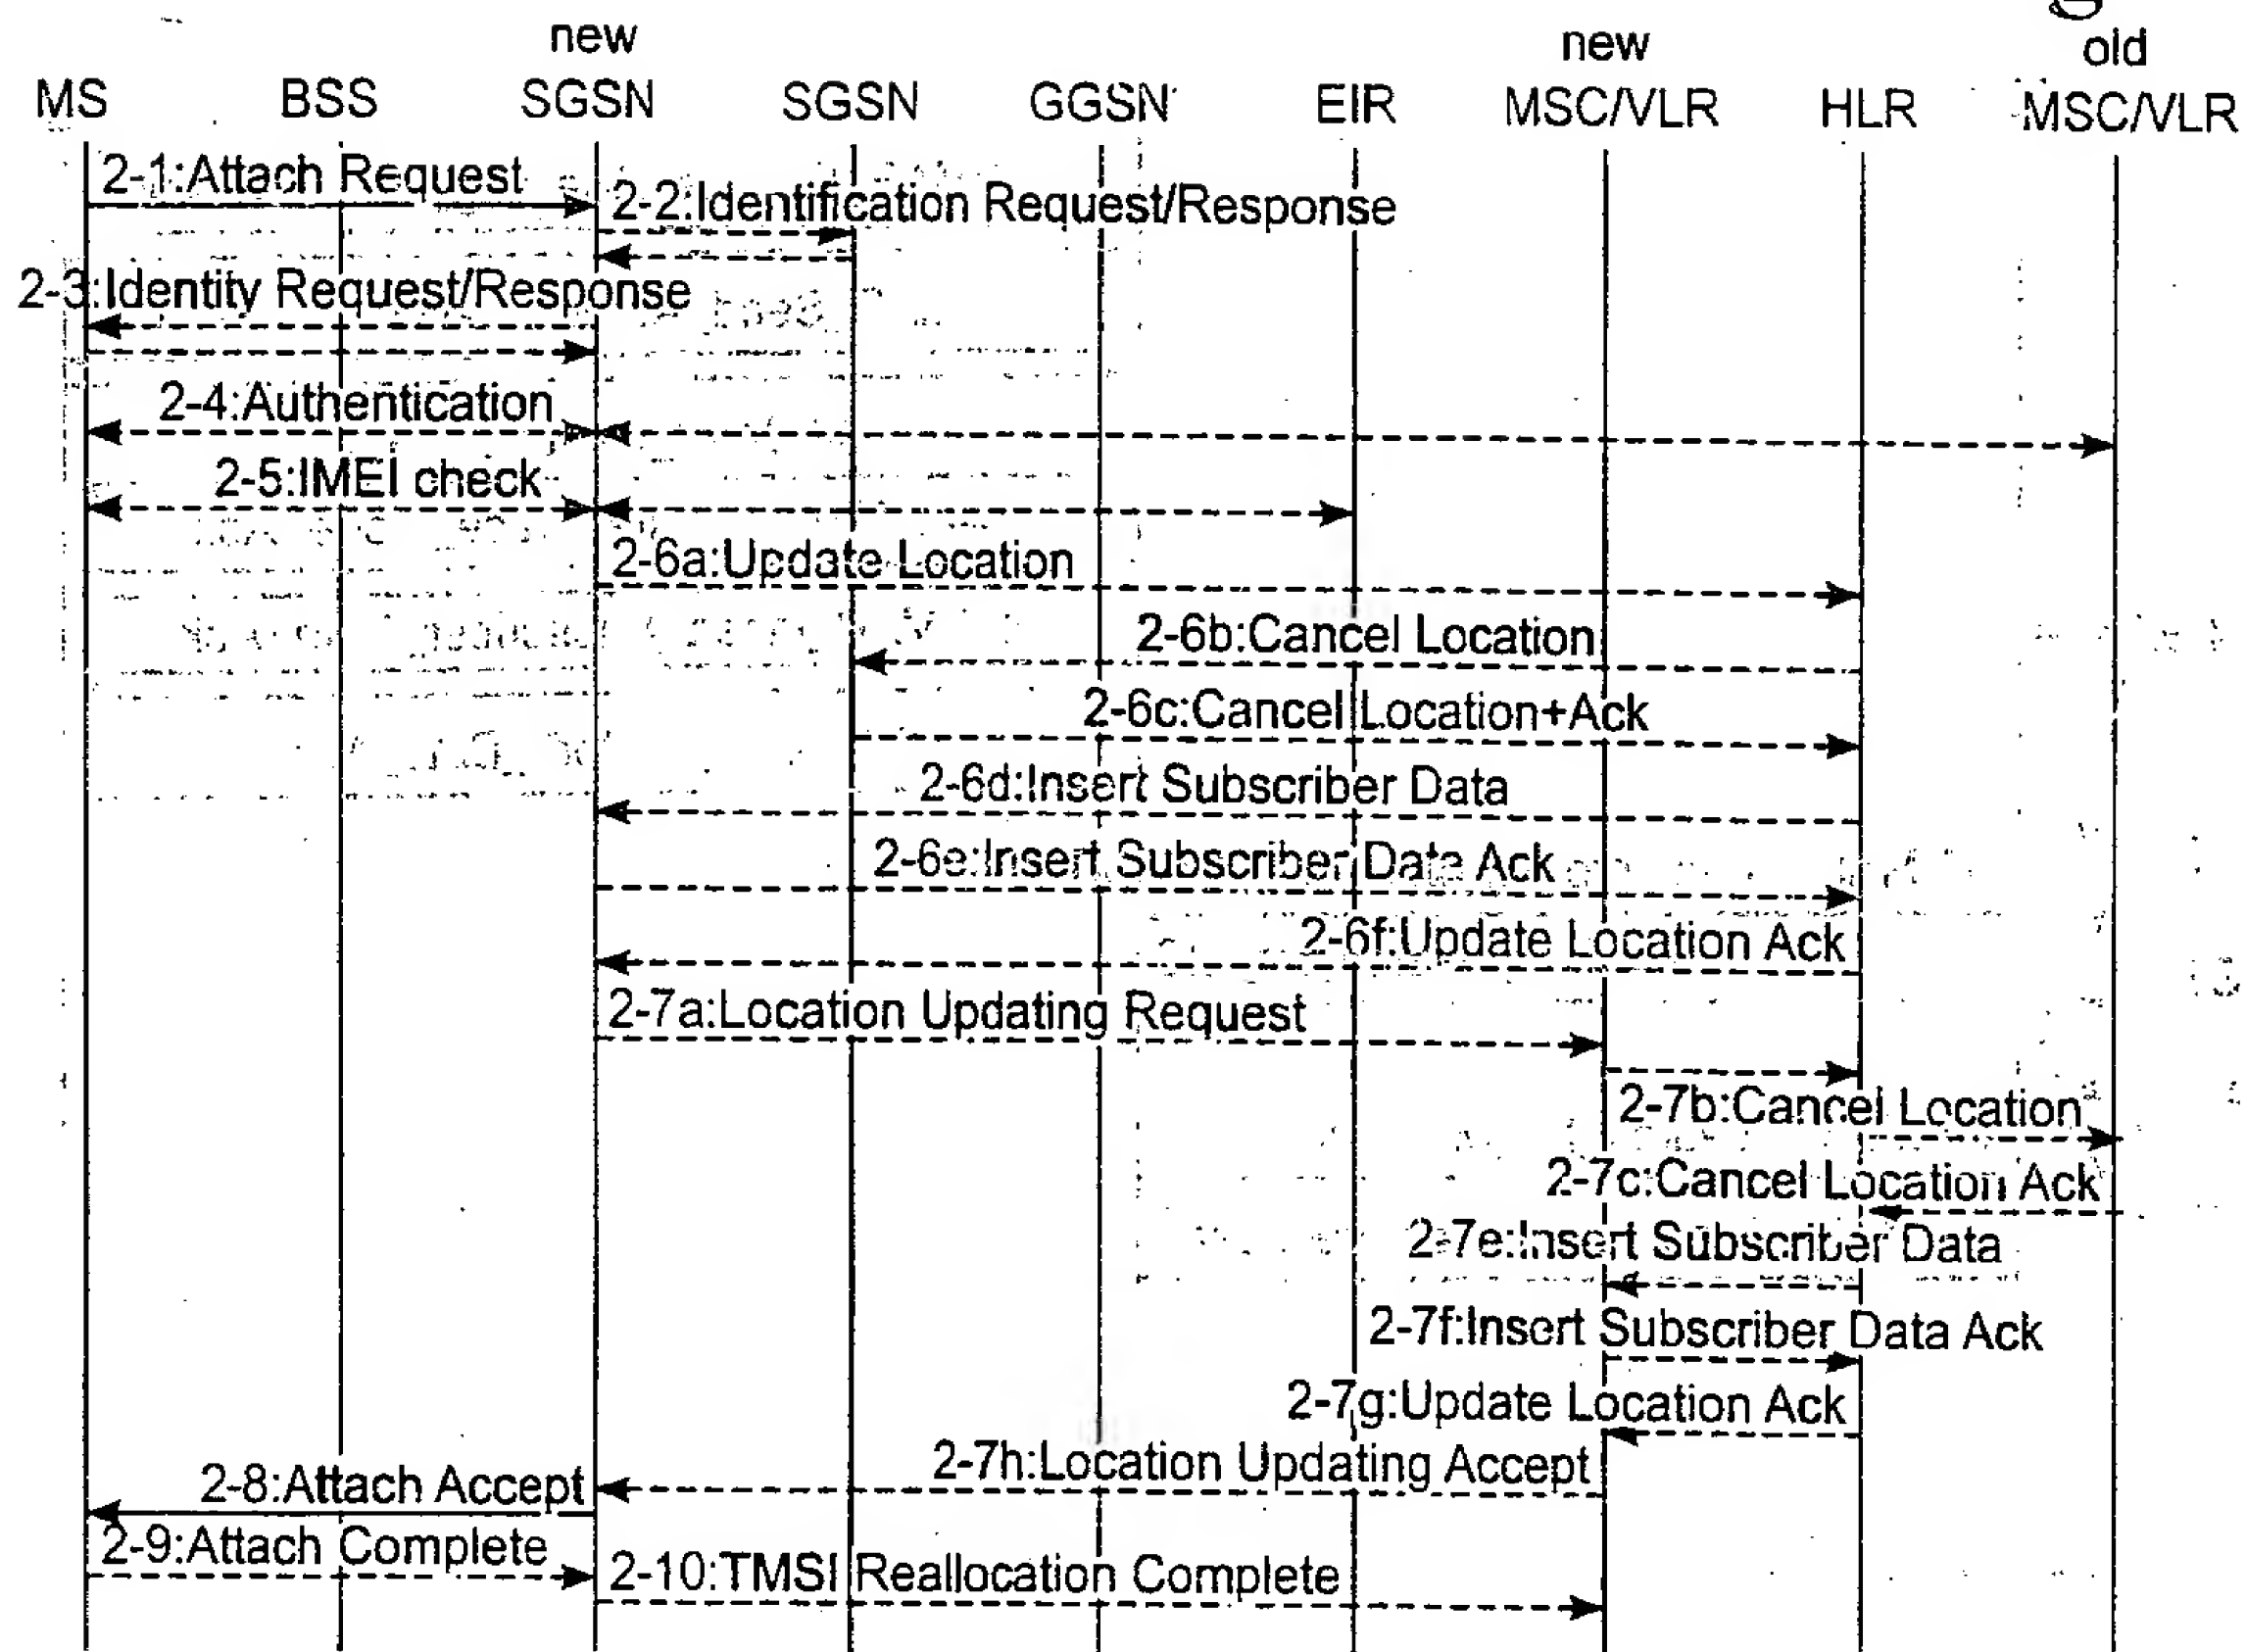 new
new
old
MS
BSS
SGSN
SGSN
GGSN
EIR
MSC/VLR
HLR
MSC/VLR
2-1:Attach Request
2-2:Identification Request/Response
2-3:Identity Request/Response
2-4:Authentication
2-5:IMEI check
2-6a:Update Location
2-6b:Cancel Location
2-6c:Cancel Location+Ack
2-6d:Insert Subscriber Data
2-6e:Insert Subscriber Data Ack
2-6f:Update Location Ack
2-7a:Location Updating Request
2-7b:Cancel Location
2-7c:Cancel Location Ack
2-7e:Insert Subscriber Data
2-7f:Insert Subscriber Data Ack
2-7g:Update Location Ack
2-7h:Location Updating Accept
2-8:Attach Accept
2-9:Attach Complete
2-10:TMSI Reallocation Complete